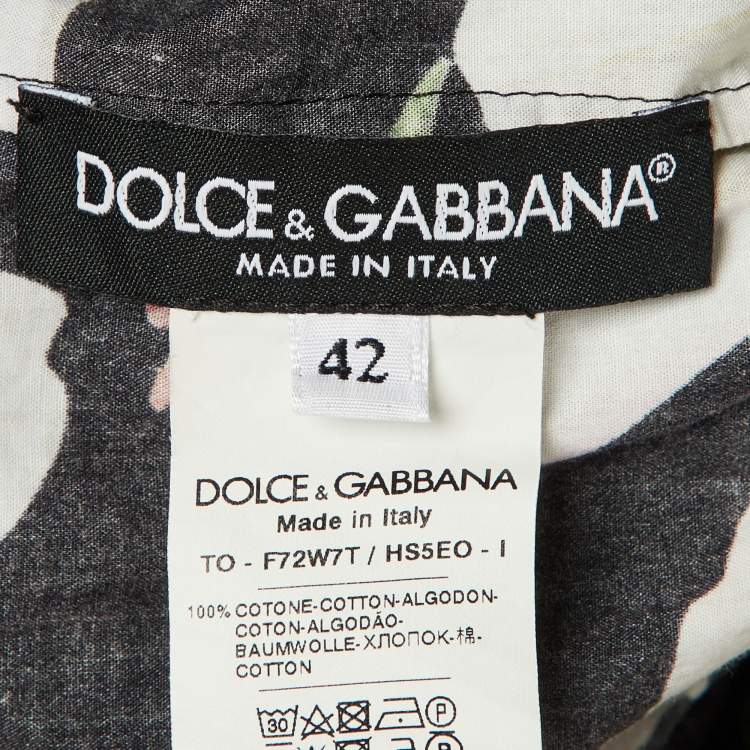 DOLCE & GABBANA®
MADE IN ITALY
42
DOLCE & GABBANA
Made in Italy
TO - F72W7T / HS5EO - I
100% COTONE-COTTON-ALGODON-
COTON-ALGODÃO-
BAUMWOLLE-ХЛОПОК-棉-
COTTON
30 P